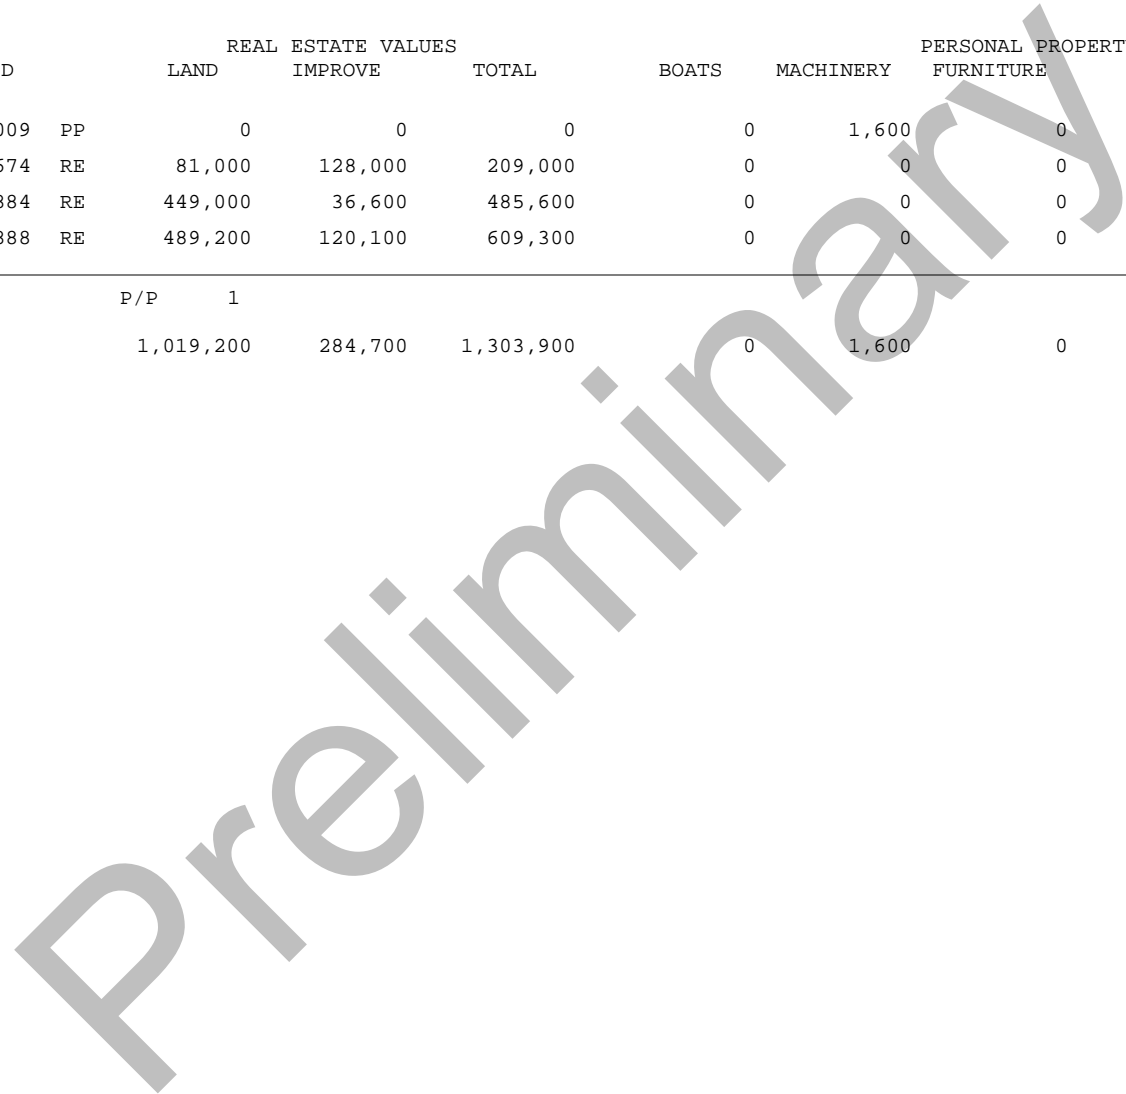 REAL ESTATE VALUES PERSONAL PROPERT
D LAND IMPROVE TOTAL BOATS MACHINERY FURNITURE
009 PP 0 0 0 0 1,600 0
574 RE 81,000 128,000 209,000 0 0 0
384 RE 449,000 36,600 485,600 0 0 0
388 RE 489,200 120,100 609,300 0 0 0
P/P 1
1,019,200 284,700 1,303,900 0 1,600 0
Preliminary